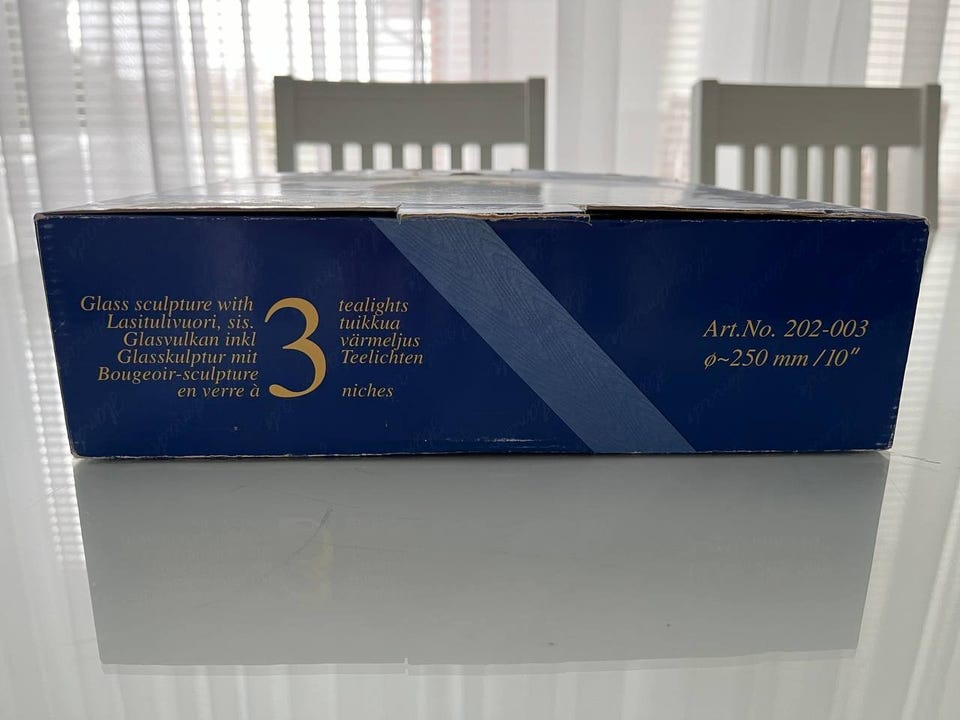 Glass sculpture with 3 tealights
Lasitulivuori, sis. tuikkua
Glasvulkan inkl värmeljus
Glasskulptur mit Teelichten
Bougeoir-sculpture
en verre à niches
Art.No. 202-003
ø~250 mm / 10"